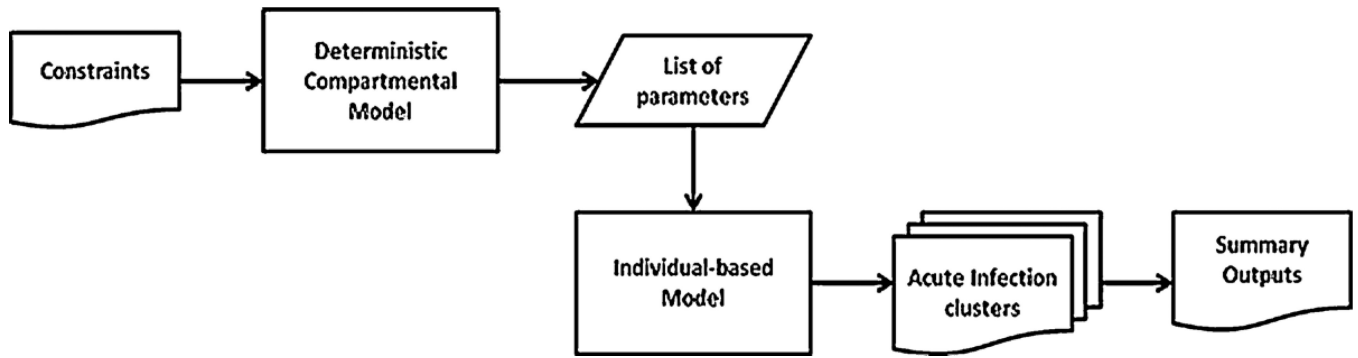 Constraints
Deterministic
Compartmental
Model
List of
parameters
Individual-based
Model
Acute Infection
clusters
Summary
Outputs